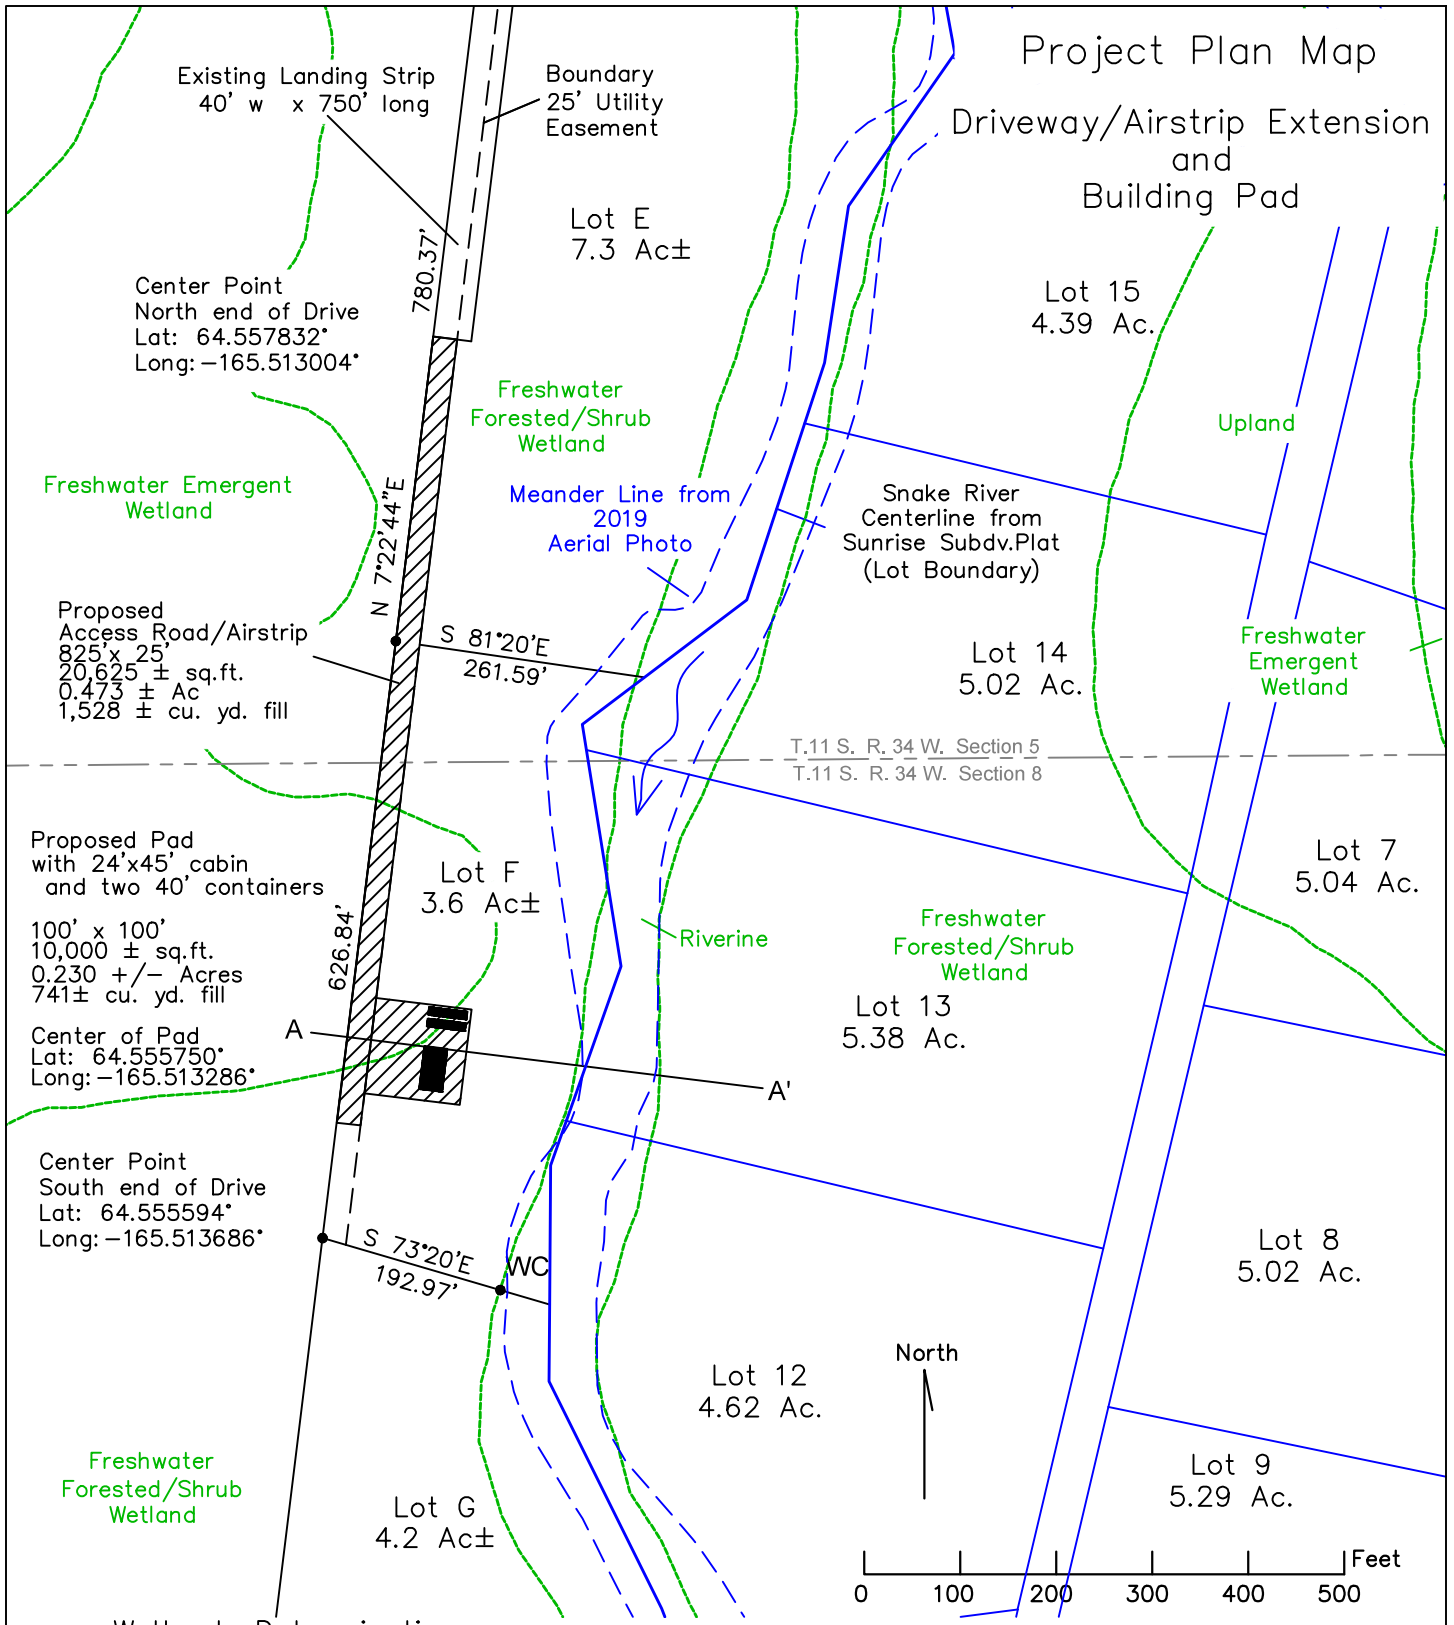 Project Plan Map
Driveway/Airstrip Extension
and
Building Pad
Existing Landing Strip
40' w x 750' long
Boundary
25' Utility
Easement
Lot E
7.3 Ac±
780.37'
Center Point
North end of Drive
Lat: 64.557832°
Long: -165.513004°
Lot 15
4.39 Ac.
Freshwater
Forested/Shrub
Wetland
Upland
Freshwater Emergent
Wetland
N 7°22'44"E
Meander Line from
2019
Aerial Photo
Snake River
Centerline from
Sunrise Subdv.Plat
(Lot Boundary)
Proposed
Access Road/Airstrip
825'x 25'
20,625 ± sq.ft.
0.473 ± Ac
1,528 ± cu. yd. fill
S 81°20'E
261.59'
Lot 14
5.02 Ac.
Freshwater
Emergent
Wetland
T.11 S. R. 34 W. Section 5
T.11 S. R. 34 W. Section 8
Proposed Pad
with 24'x45' cabin
and two 40' containers
100' x 100'
10,000 ± sq.ft.
0.230 +/- Acres
741± cu. yd. fill
Lot F
3.6 Ac±
626.84'
Lot 7
5.04 Ac.
Riverine
Freshwater
Forested/Shrub
Wetland
Lot 13
5.38 Ac.
A
A'
Center of Pad
Lat: 64.555750°
Long: -165.513286°
Center Point
South end of Drive
Lat: 64.555594°
Long: -165.513686°
S 73°20'E
192.97'
WC
Lot 8
5.02 Ac.
North
Lot 12
4.62 Ac.
Freshwater
Forested/Shrub
Wetland
Lot G
4.2 Ac±
Lot 9
5.29 Ac.
Feet
0 100 200 300 400 500